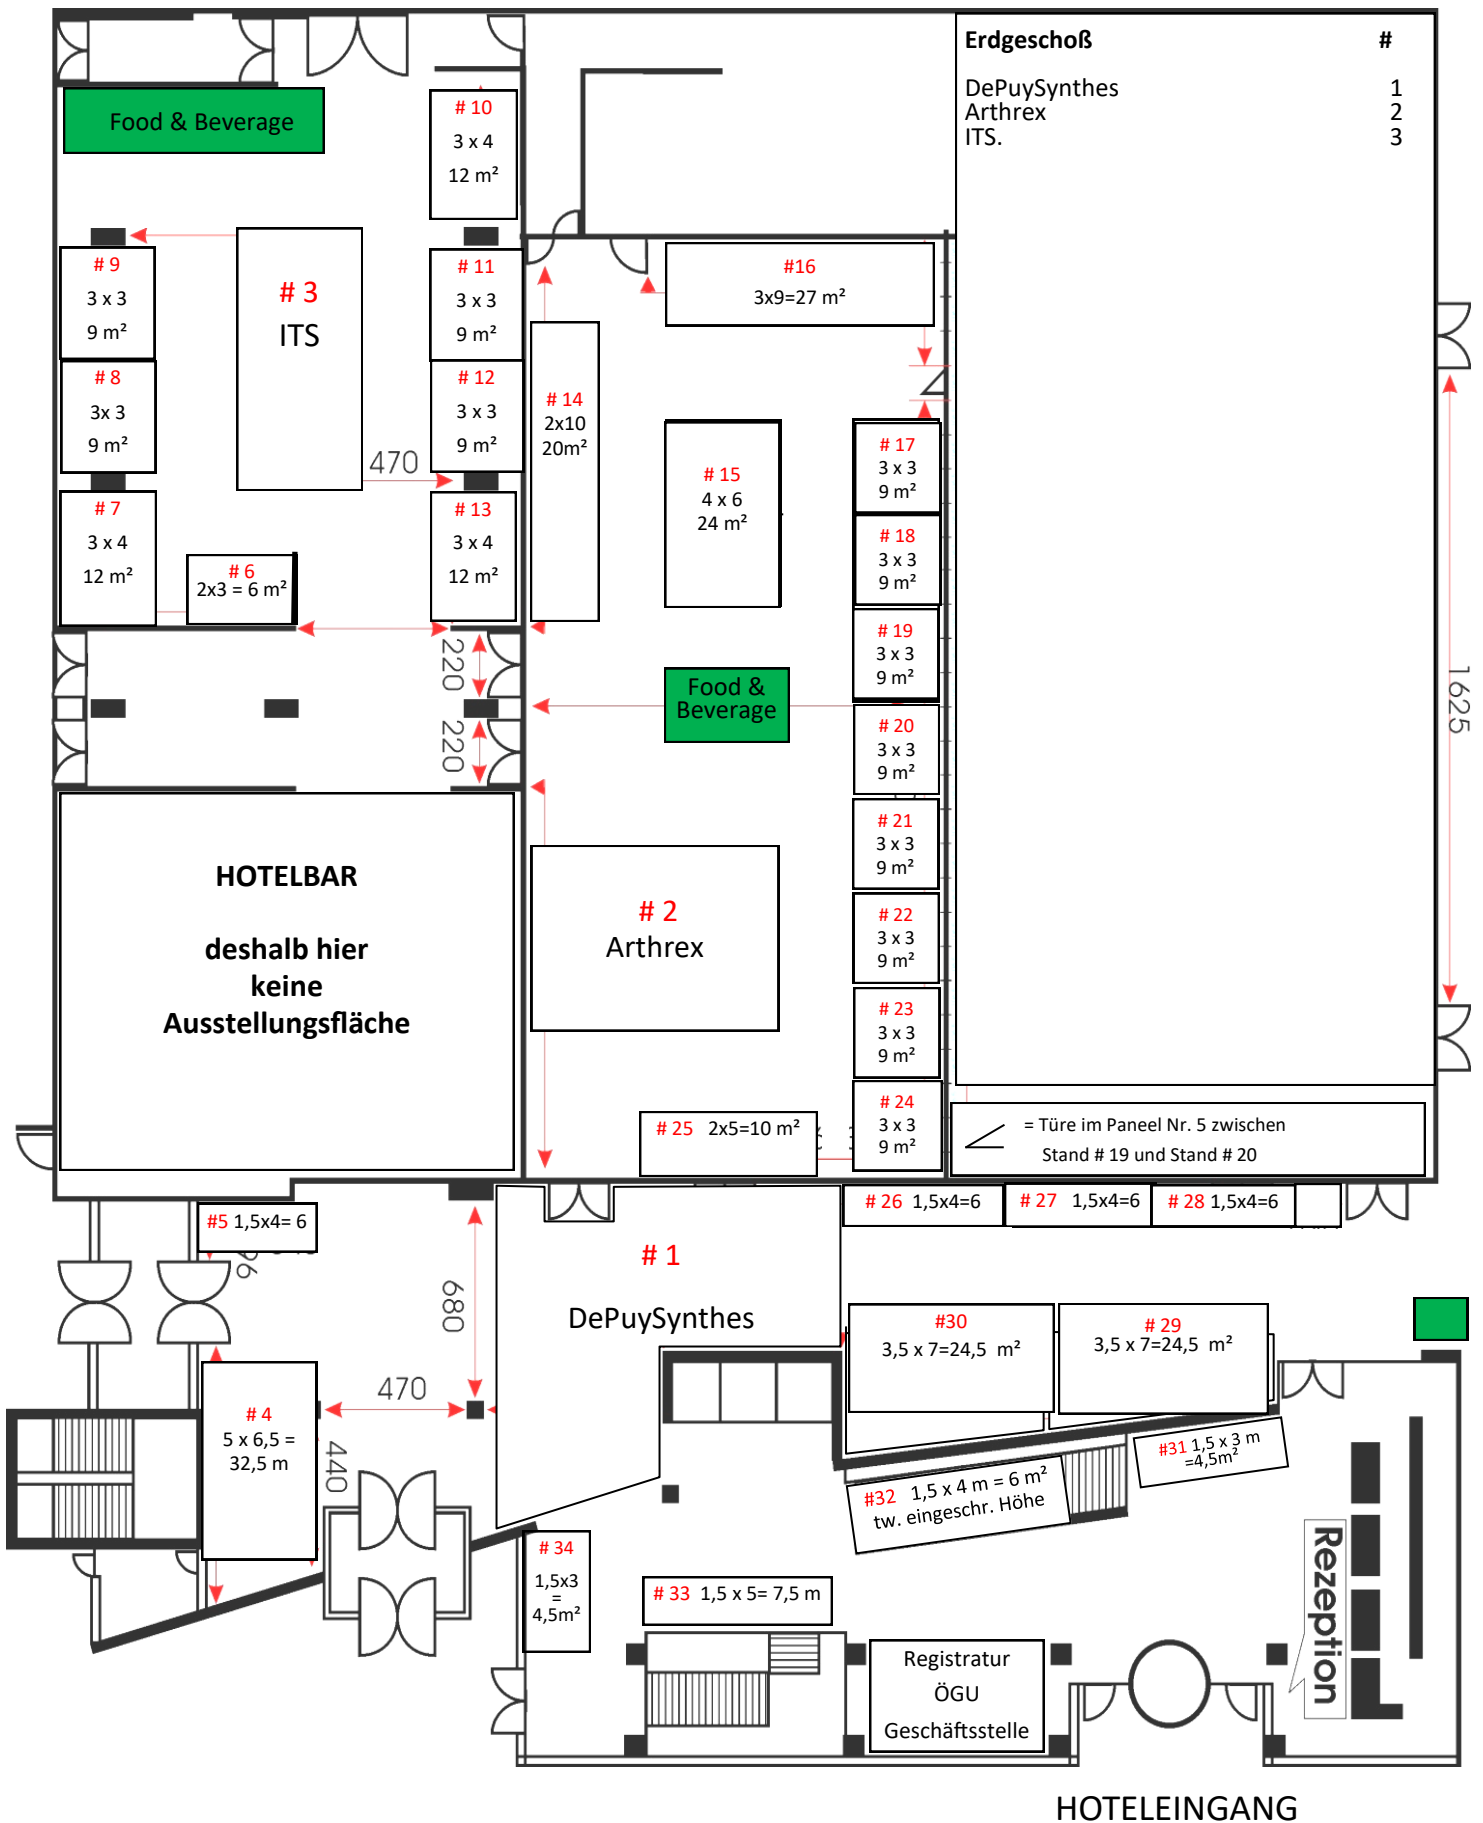 Erdgeschoß #
DePuySynthes 1
Arthrex 2
ITS. 3
Food & Beverage
# 10
3 x 4
12 m²
# 9
3 x 3
9 m²
# 3
ITS
# 11
3 x 3
9 m²
#16
3x9=27 m²
# 8
3x 3
9 m²
# 12
3 x 3
9 m²
# 14
2x10
20m²
470
# 15
4 x 6
24 m²
# 17
3 x 3
9 m²
# 7
3 x 4
12 m²
# 6
2x3 = 6 m²
# 13
3 x 4
12 m²
# 18
3 x 3
9 m²
# 19
3 x 3
9 m²
220
220
Food &
Beverage
1625
# 20
3 x 3
9 m²
# 21
3 x 3
9 m²
HOTELBAR
deshalb hier
keine
Ausstellungsfläche
# 2
Arthrex
# 22
3 x 3
9 m²
# 23
3 x 3
9 m²
# 24
3 x 3
9 m²
# 25 2x5=10 m²
= Türe im Paneel Nr. 5 zwischen
Stand # 19 und Stand # 20
#5 1,5x4= 6
680
# 1
DePuySynthes
# 26 1,5x4=6
# 27 1,5x4=6
# 28 1,5x4=6
#30
3,5 x 7=24,5 m²
# 29
3,5 x 7=24,5 m²
# 4
5 x 6,5 =
32,5 m
470
440
#31 1,5 x 3 m
=4,5m²
#32 1,5 x 4 m = 6 m²
tw. eingeschr. Höhe
# 34
1,5x3
=
4,5m²
# 33 1,5 x 5= 7,5 m
Rezeption
Registratur
ÖGU
Geschäftsstelle
HOTELEINGANG